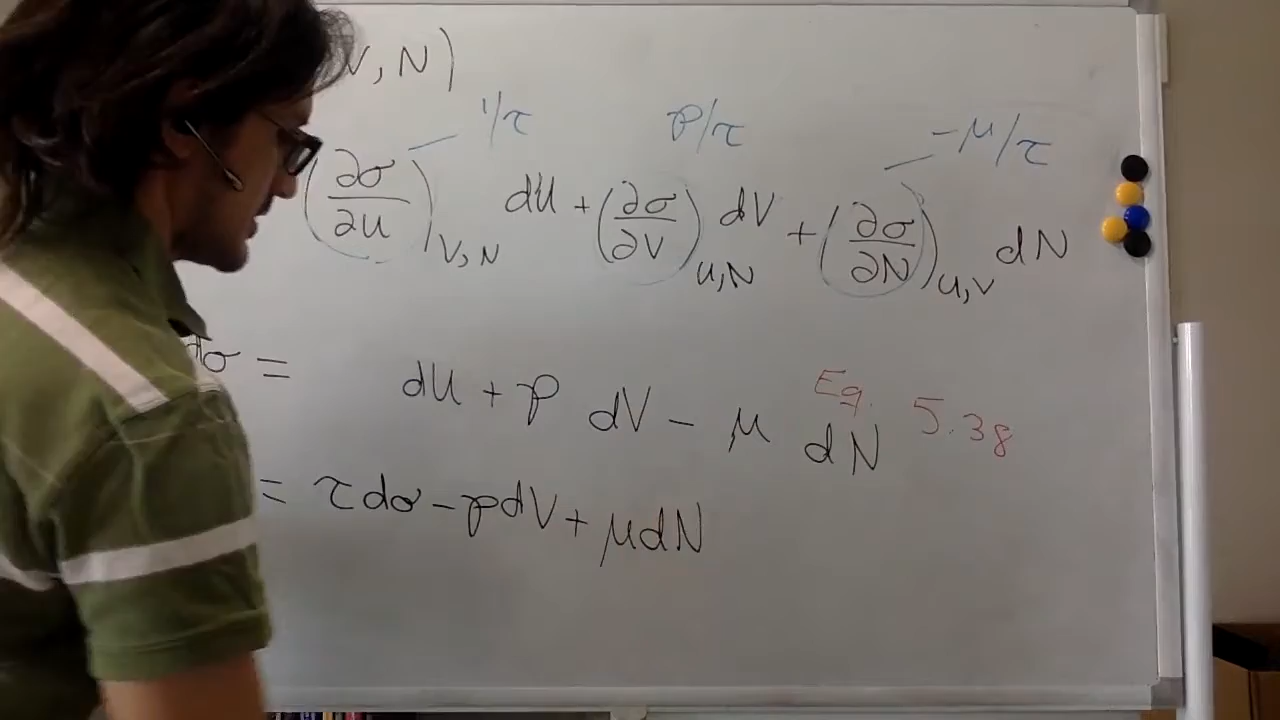 V, N)
1/τ p/τ -μ/τ
(∂σ/∂U)V,N dU + (∂σ/∂V)U,N dV + (∂σ/∂N)U,V dN
dσ = dU + p dV - μ dN Eq. 5.38
= τdσ - pdV + μdN